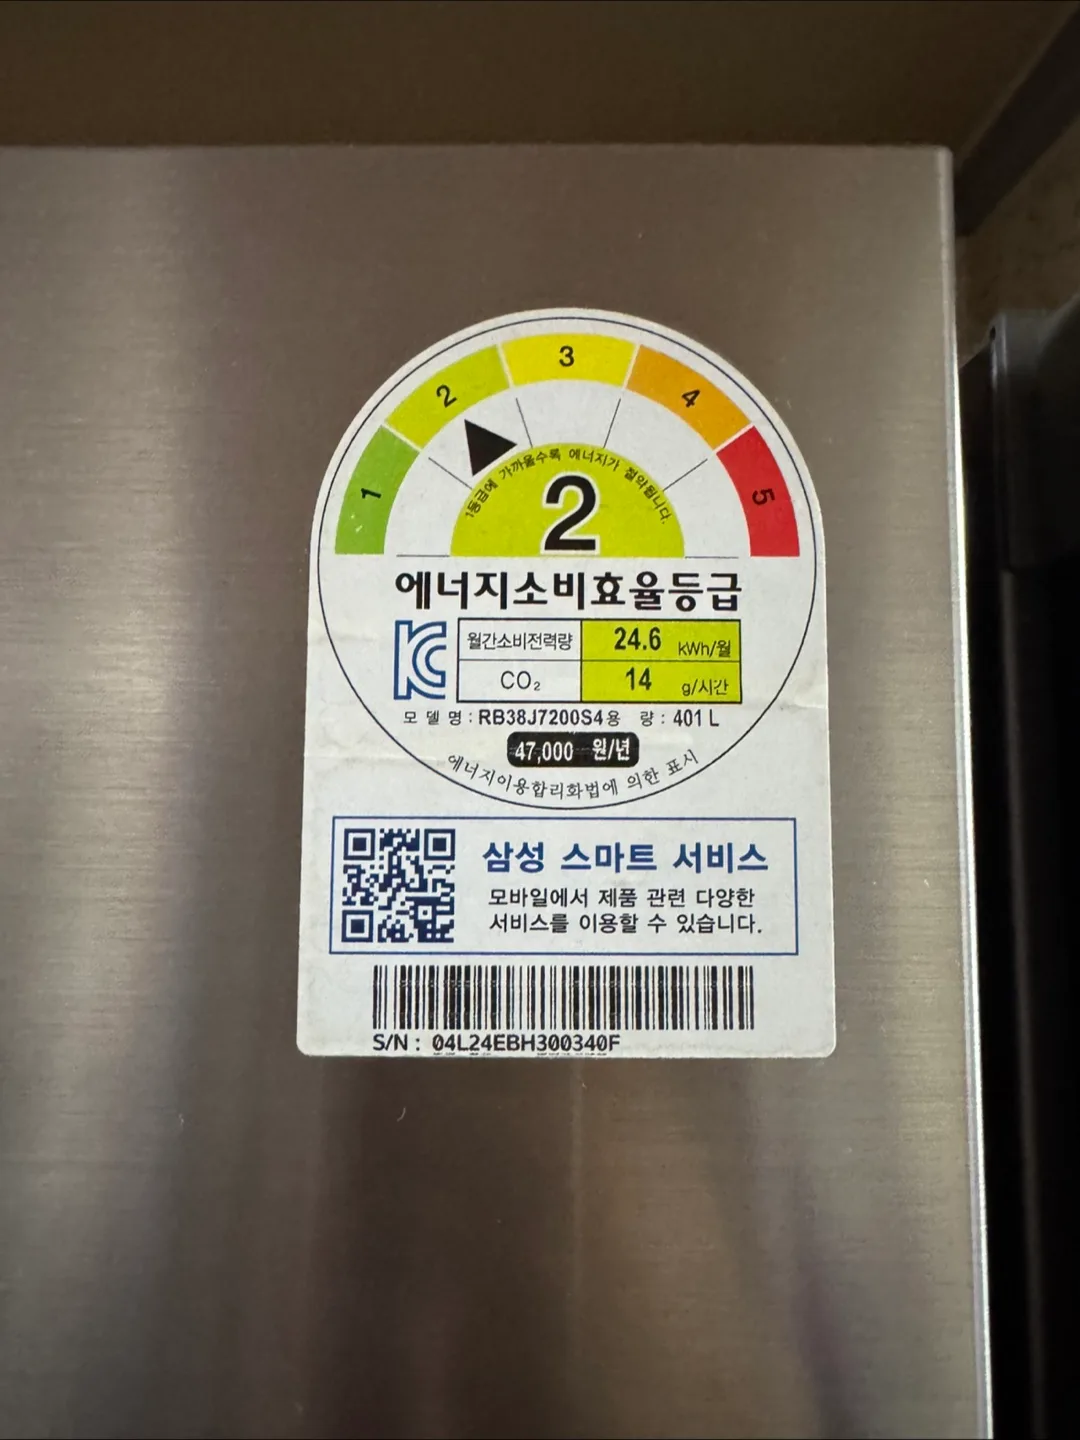 1
2
3
4
5
1등급에 가까울수록 에너지가 절약됩니다.
2
에너지소비효율등급
월간소비전력량 24.6 kWh/월
CO₂ 14 g/시간
모델명 : RB38J7200S4 용량 : 401 L
47,000 원/년
에너지이용합리화법에 의한 표시
삼성 스마트 서비스
모바일에서 제품 관련 다양한
서비스를 이용할 수 있습니다.
S/N : 04L24EBH300340F